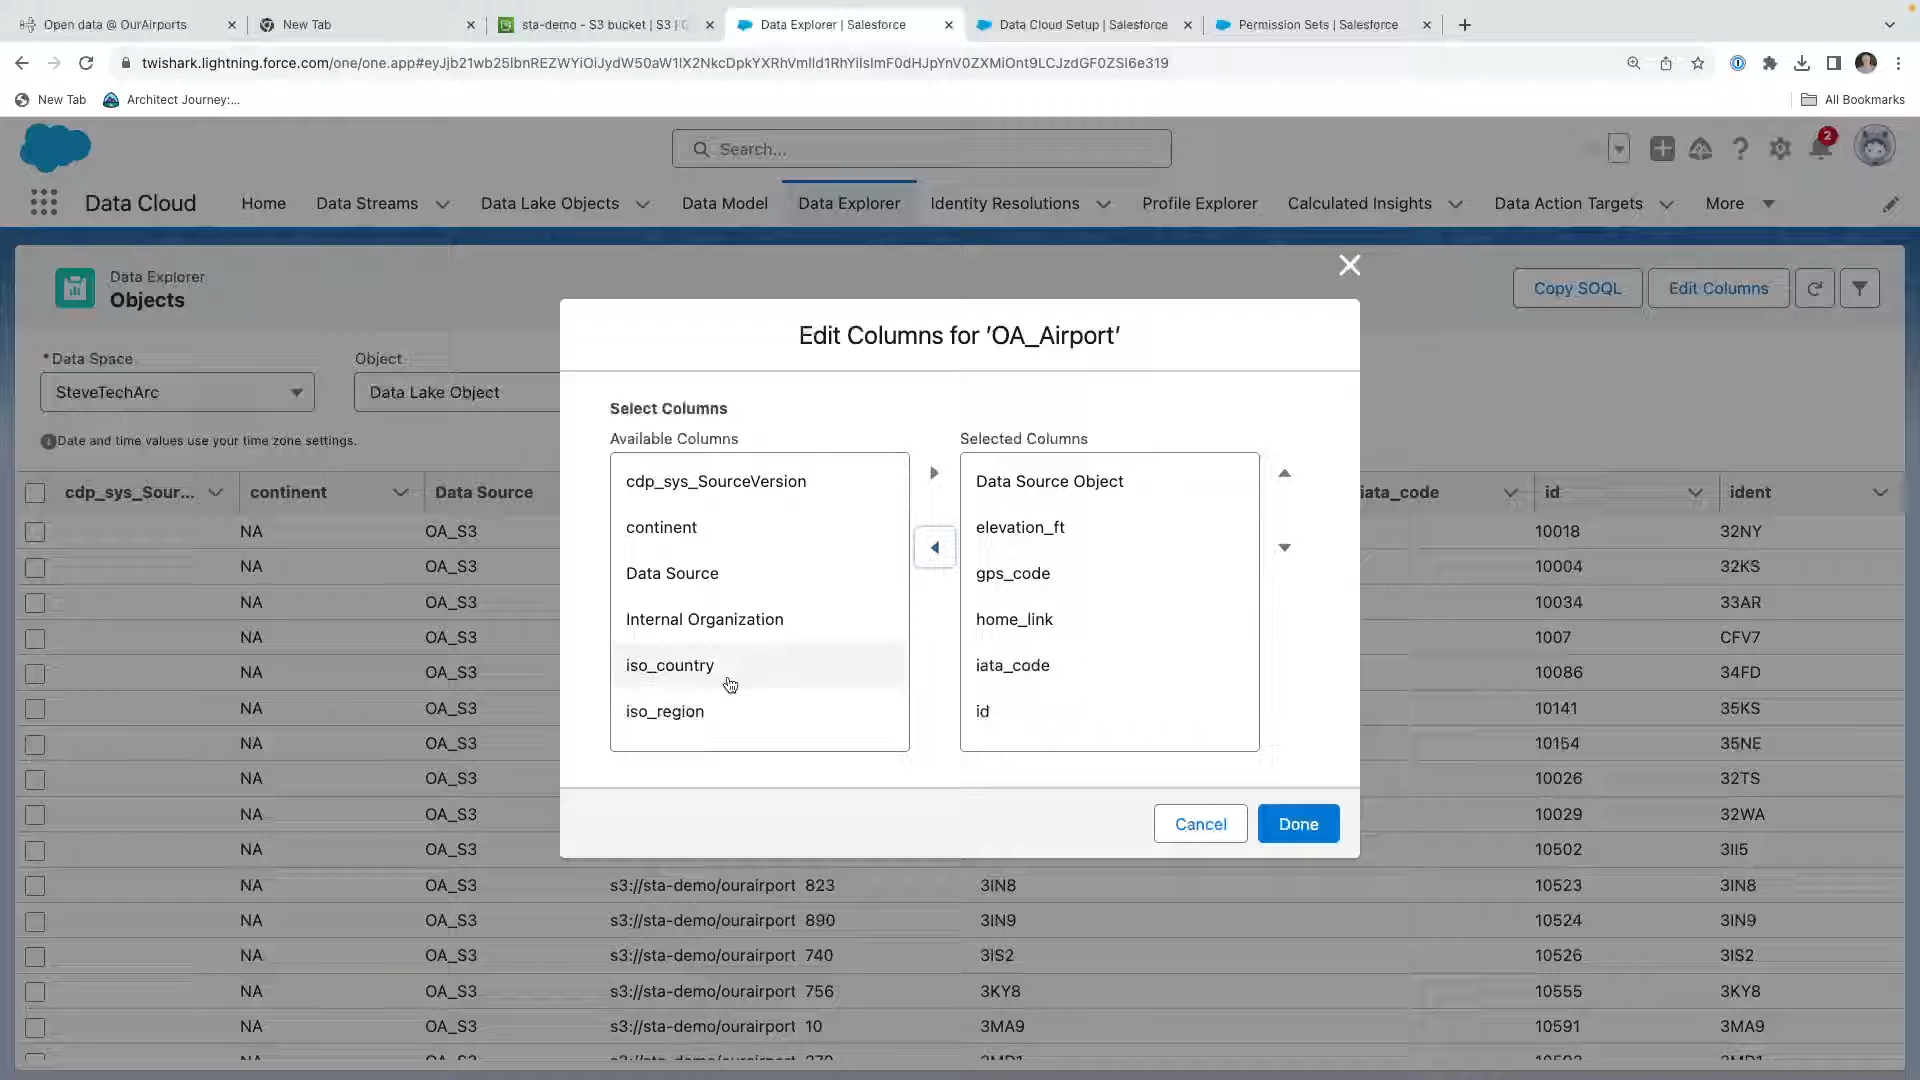 Open data @ OurAirports
New Tab
sta-demo - S3 bucket | S3 |
Data Explorer | Salesforce
Data Cloud Setup | Salesforce
Permission Sets | Salesforce
New Tab
Architect Journey:...
All Bookmarks
Search...
2
Data Cloud
Home
Data Streams
Data Lake Objects
Data Model
Data Explorer
Identity Resolutions
Profile Explorer
Calculated Insights
Data Action Targets
More
Data Explorer
Objects
Copy SOQL
Edit Columns
* Data Space
Object
SteveTechArc
Data Lake Object
Date and time values use your time zone settings.
Edit Columns for 'OA_Airport'
Select Columns
Available Columns
Selected Columns
cdp_sys_SourceVersion
continent
Data Source
Internal Organization
iso_country
iso_region
Data Source Object
elevation_ft
gps_code
home_link
iata_code
id
Cancel
Done
cdp_sys_Sour... continent Data Source iata_code id ident
NA OA_S3 10018 32NY
NA OA_S3 10004 32KS
NA OA_S3 10034 33AR
NA OA_S3 1007 CFV7
NA OA_S3 10086 34FD
NA OA_S3 10141 35KS
NA OA_S3 10154 35NE
NA OA_S3 10026 32TS
NA OA_S3 10029 32WA
NA OA_S3 10502 3II5
NA OA_S3 s3://sta-demo/ourairport 823 3IN8 10523 3IN8
NA OA_S3 s3://sta-demo/ourairport 890 3IN9 10524 3IN9
NA OA_S3 s3://sta-demo/ourairport 740 3IS2 10526 3IS2
NA OA_S3 s3://sta-demo/ourairport 756 3KY8 10555 3KY8
NA OA_S3 s3://sta-demo/ourairport 10 3MA9 10591 3MA9